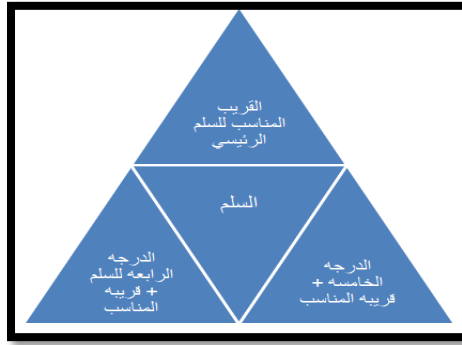 القريب
المناسب للسلم
الرئيسي
السلم
الدرجه
الخامسه +
قريبه المناسب
الدرجه
الرابعه للسلم
+ قريبه
المناسب